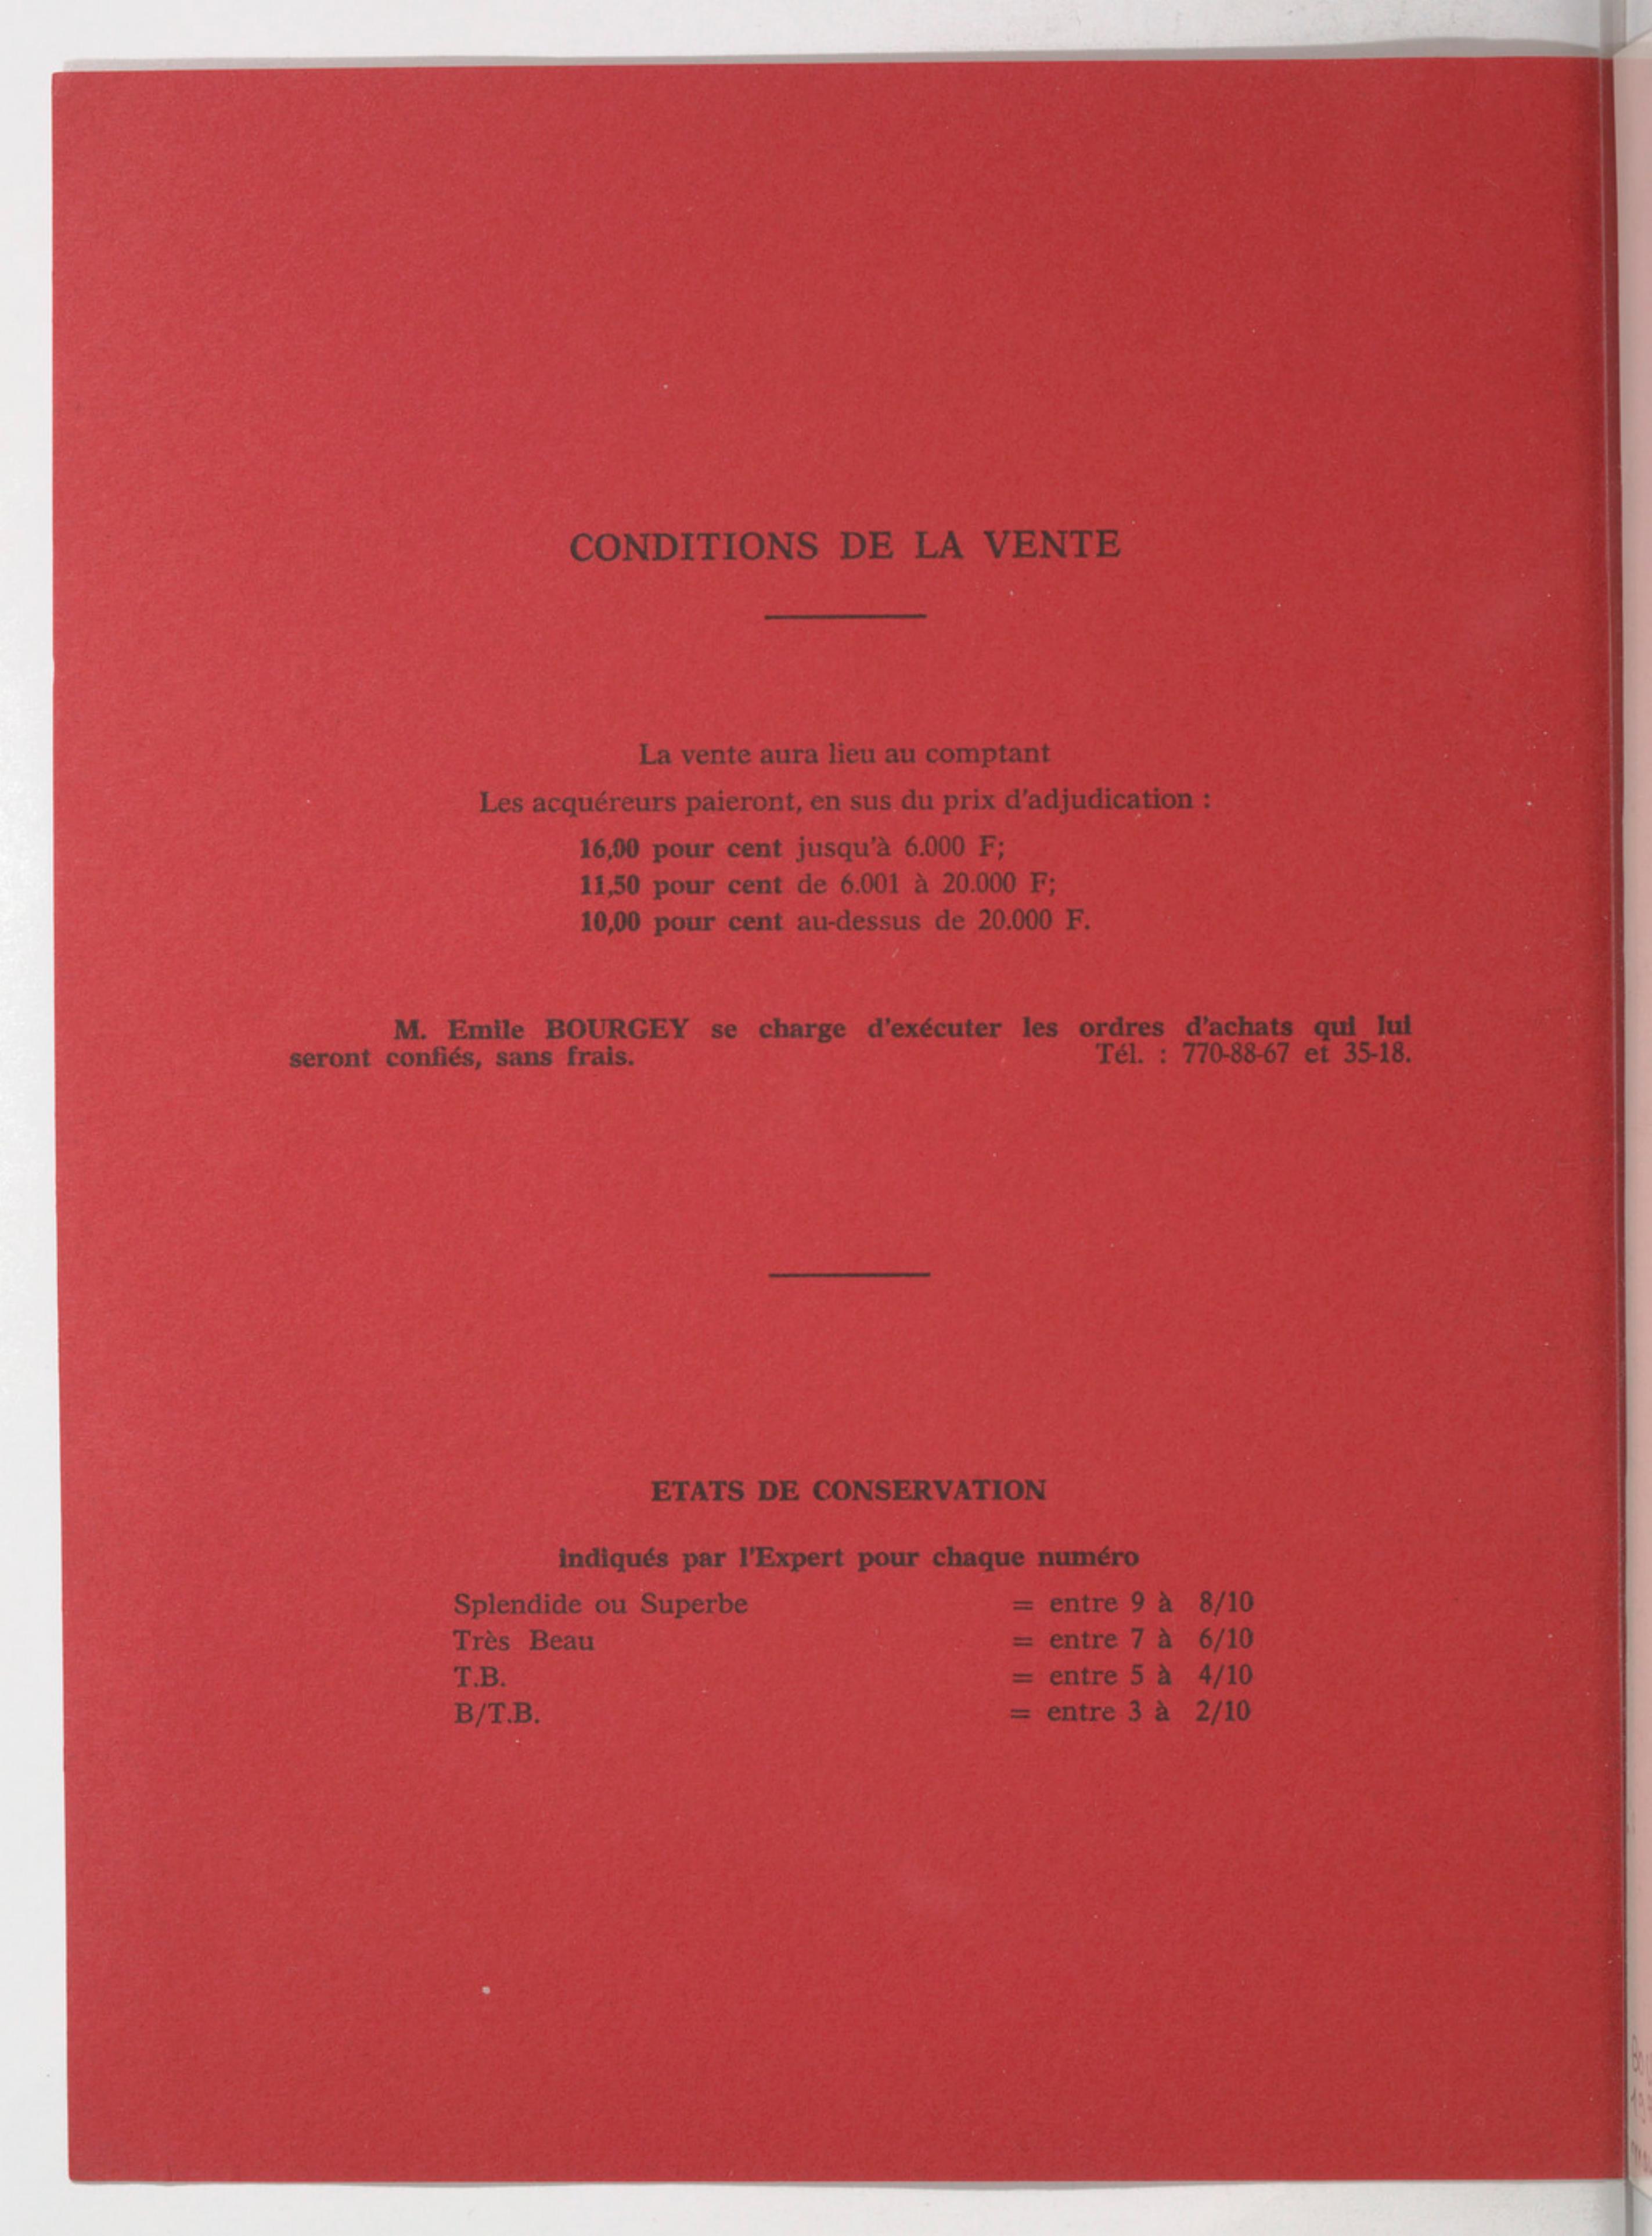 CONDITIONS DE LA VENTE
La vente aura lieu au comptant
Les acquéreurs paieront, en sus du prix d'adjudication :
16,00 pour cent jusqu'à 6.000 F;
11,50 pour cent de 6.001 à 20.000 F;
10,00 pour cent au-dessus de 20.000 F.
M. Emile BOURGEY se charge d'exécuter les ordres d'achats qui lui
seront confiés, sans frais. Tél. : 770-88-67 et 35-18.
ETATS DE CONSERVATION
indiqués par l'Expert pour chaque numéro
Splendide ou Superbe = entre 9 à 8/10
Très Beau = entre 7 à 6/10
T.B. = entre 5 à 4/10
B/T.B. = entre 3 à 2/10